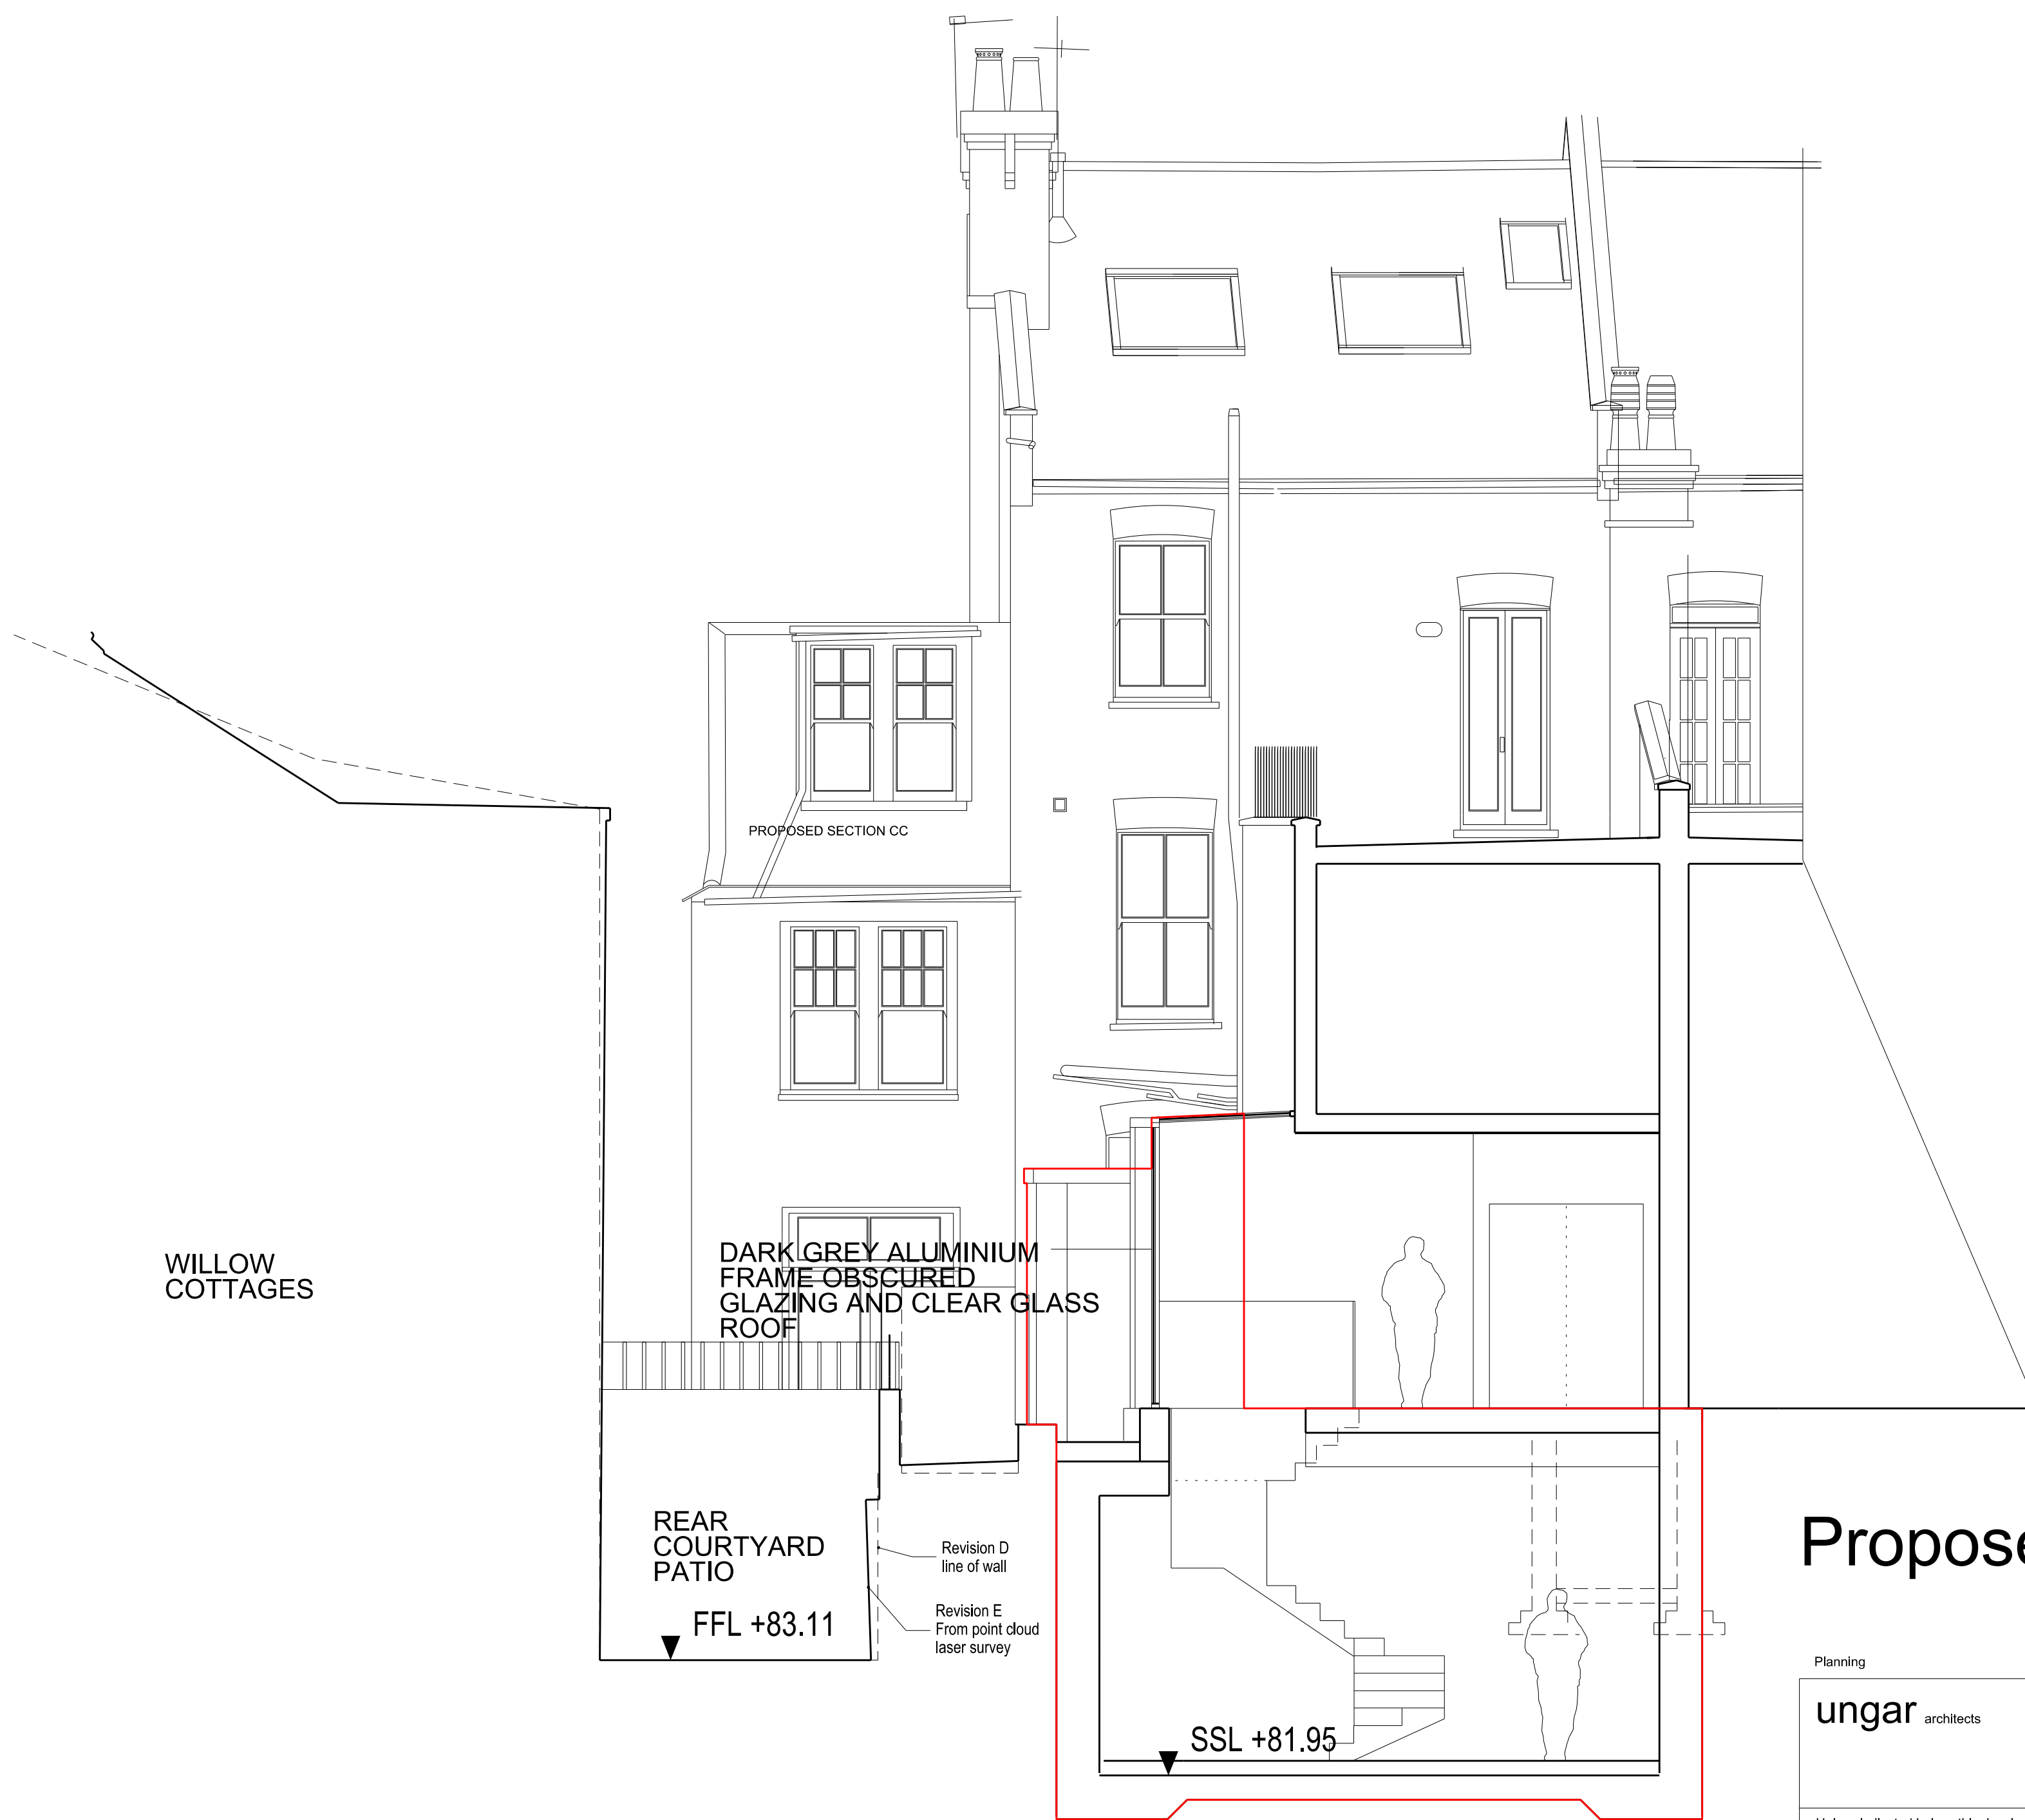 PROPOSED SECTION CC
WILLOW
COTTAGES
DARK GREY ALUMINIUM
FRAME OBSCURED
GLAZING AND CLEAR GLASS
ROOF
REAR
COURTYARD
PATIO
FFL +83.11
Revision D
line of wall
Revision E
From point cloud
laser survey
SSL +81.95
Propose
Planning
ungar architects